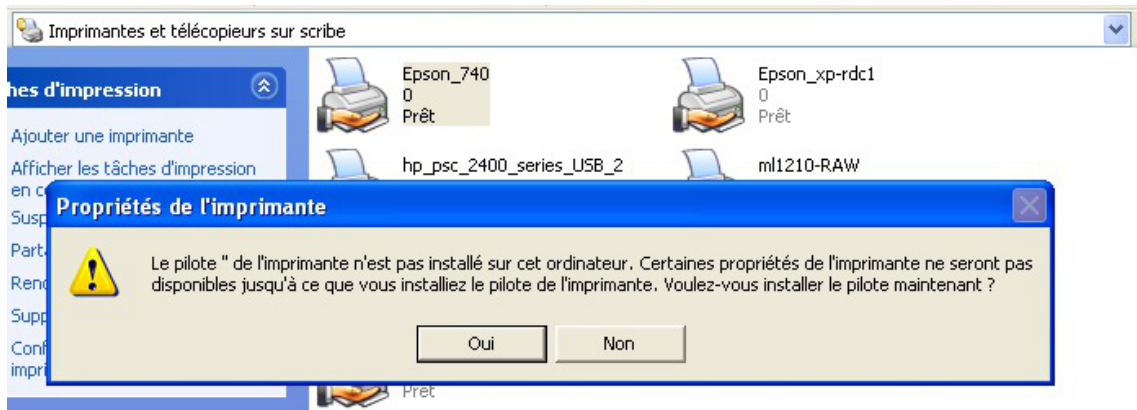 Imprimantes et télécopieurs sur scribe
hes d'impression
Ajouter une imprimante
Afficher les tâches d'impression
en c
Susp
Part
Rend
Supp
Conf
impri
Epson_740
0
Prêt
Epson_xp-rdc1
0
Prêt
hp_psc_2400_series_USB_2
ml1210-RAW
Propriétés de l'imprimante
Le pilote '' de l'imprimante n'est pas installé sur cet ordinateur. Certaines propriétés de l'imprimante ne seront pas
disponibles jusqu'à ce que vous installiez le pilote de l'imprimante. Voulez-vous installer le pilote maintenant ?
Oui
Non
Prêt